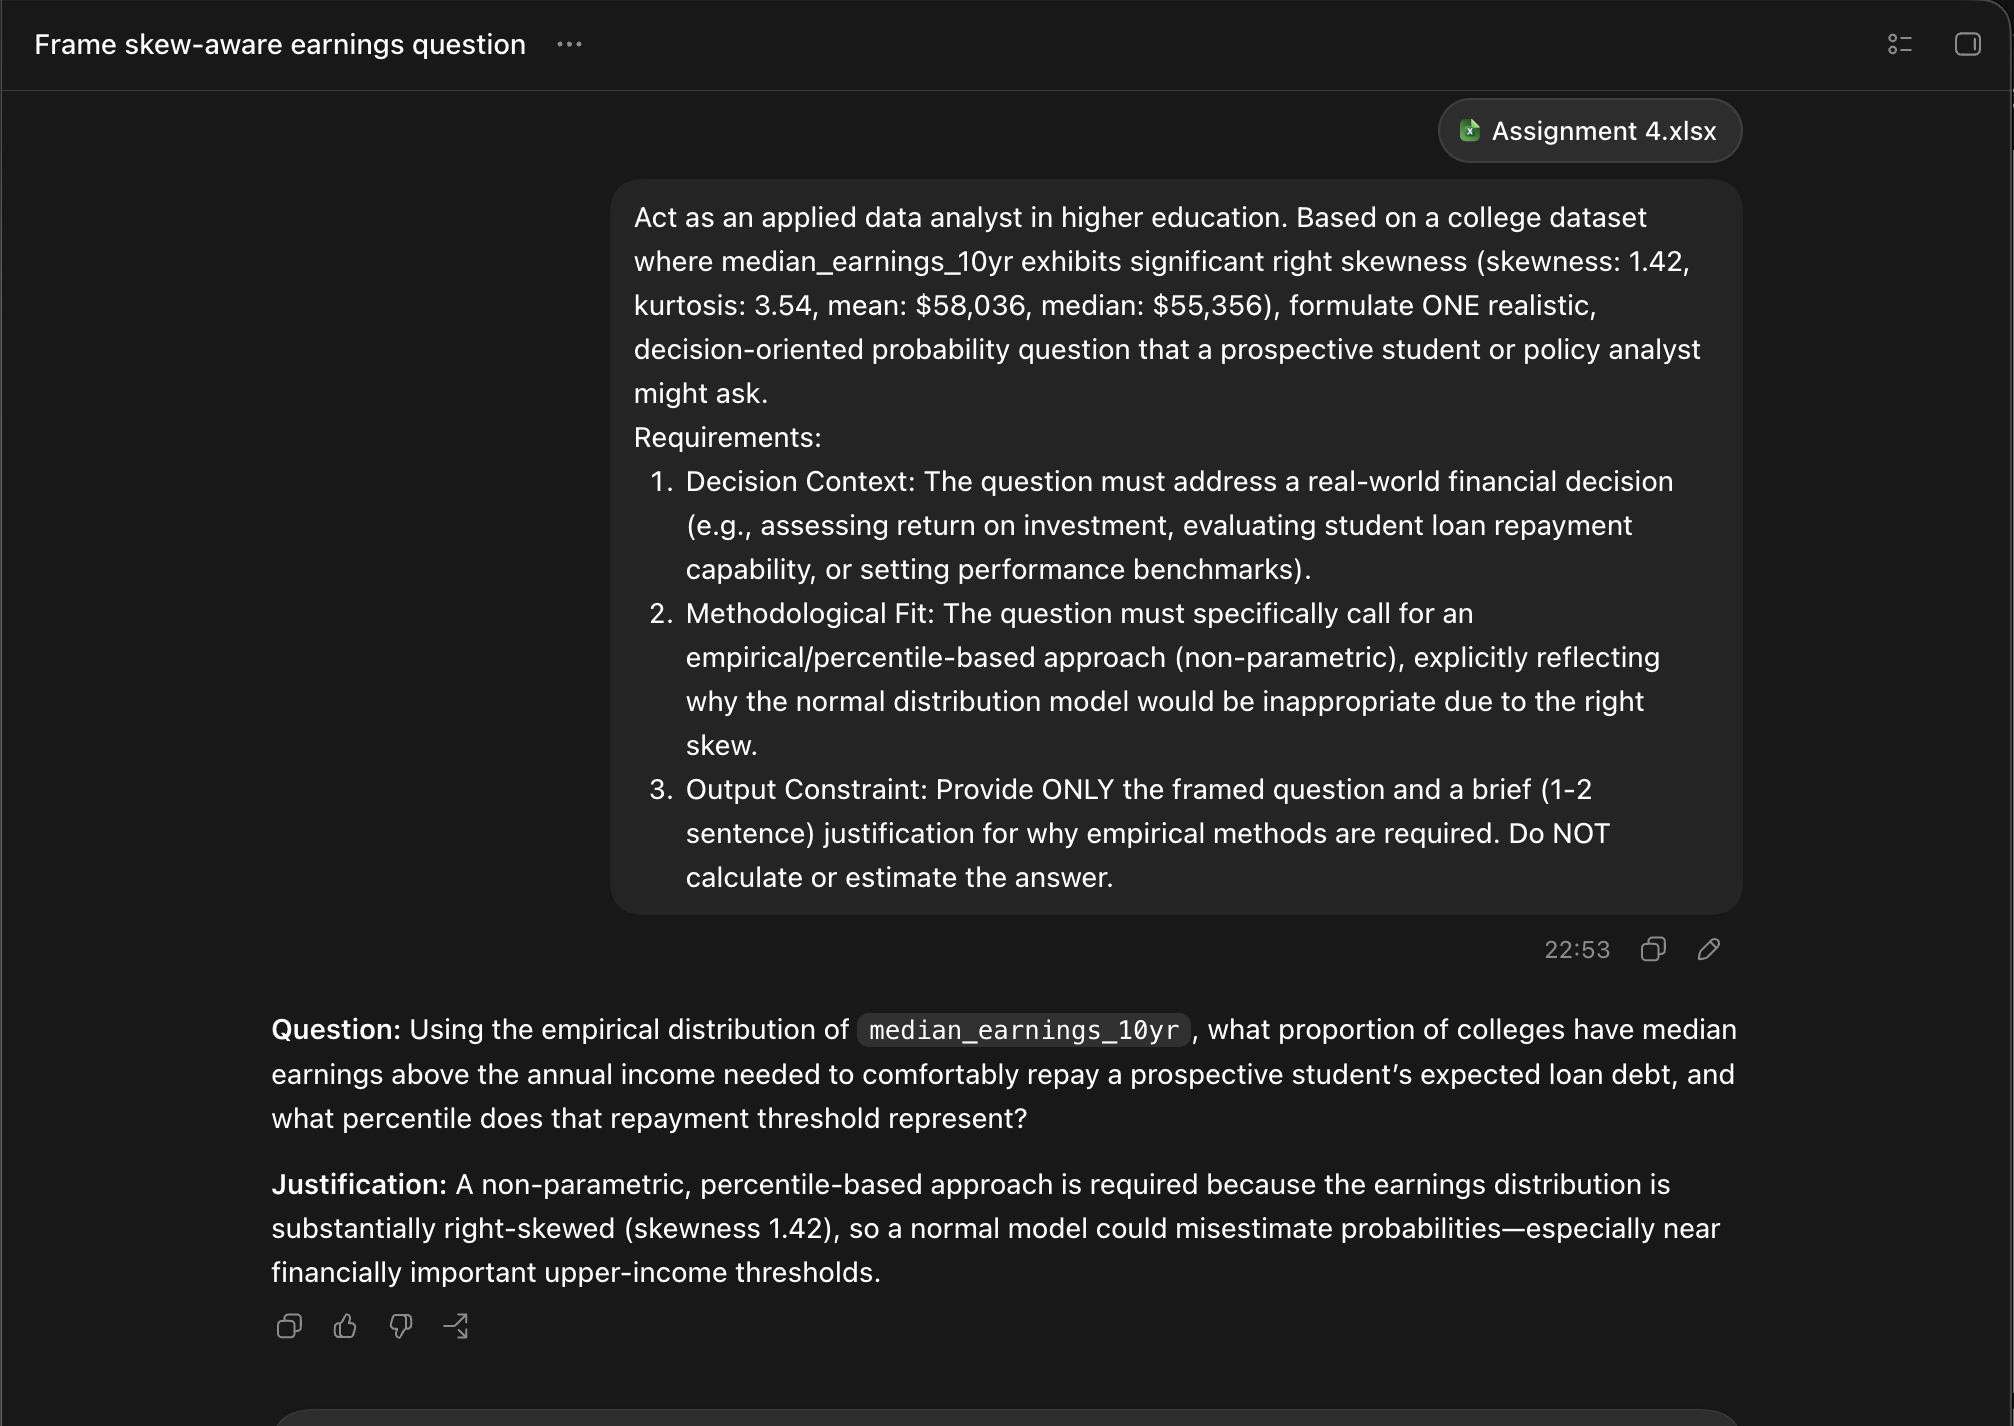 Frame skew-aware earnings question
Assignment 4.xlsx
Act as an applied data analyst in higher education. Based on a college dataset
where median_earnings_10yr exhibits significant right skewness (skewness: 1.42,
kurtosis: 3.54, mean: $58,036, median: $55,356), formulate ONE realistic,
decision-oriented probability question that a prospective student or policy analyst
might ask.
Requirements:
1. Decision Context: The question must address a real-world financial decision
(e.g., assessing return on investment, evaluating student loan repayment
capability, or setting performance benchmarks).
2. Methodological Fit: The question must specifically call for an
empirical/percentile-based approach (non-parametric), explicitly reflecting
why the normal distribution model would be inappropriate due to the right
skew.
3. Output Constraint: Provide ONLY the framed question and a brief (1-2
sentence) justification for why empirical methods are required. Do NOT
calculate or estimate the answer.
22:53
Question: Using the empirical distribution of median_earnings_10yr, what proportion of colleges have median
earnings above the annual income needed to comfortably repay a prospective student’s expected loan debt, and
what percentile does that repayment threshold represent?
Justification: A non-parametric, percentile-based approach is required because the earnings distribution is
substantially right-skewed (skewness 1.42), so a normal model could misestimate probabilities—especially near
financially important upper-income thresholds.